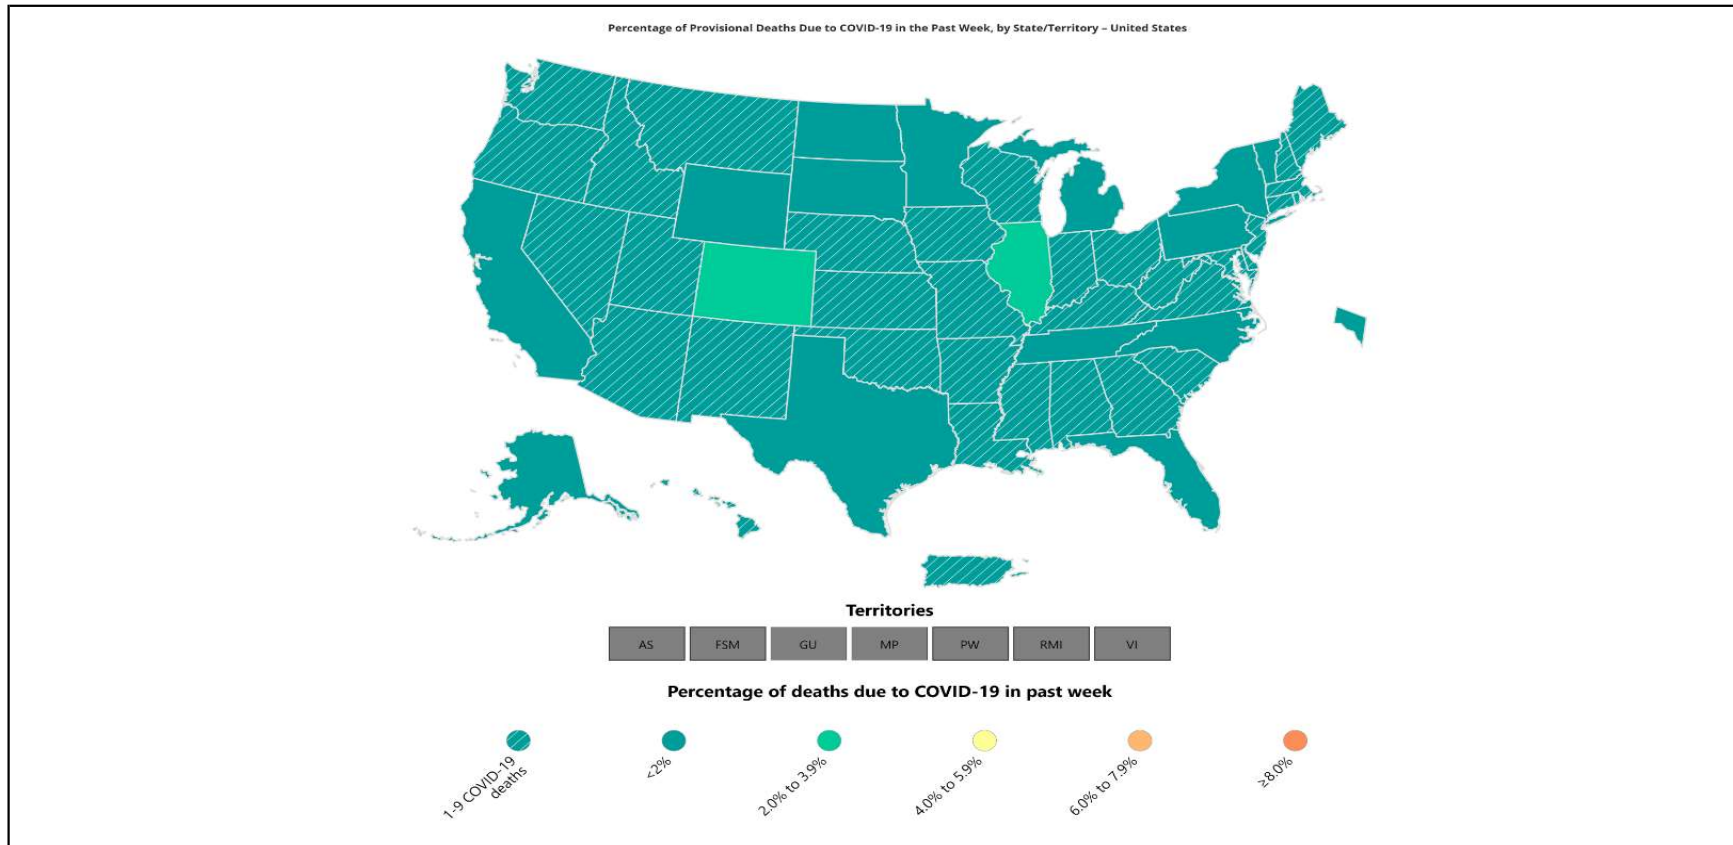 Percentage of Provisional Deaths Due to COVID-19 in the Past Week, by State/Territory – United States
Territories
AS FSM GU MP PW RMI VI
Percentage of deaths due to COVID-19 in past week
1-9 COVID-19
deaths
<2%
2.0% to 3.9%
4.0% to 5.9%
6.0% to 7.9%
≥8.0%